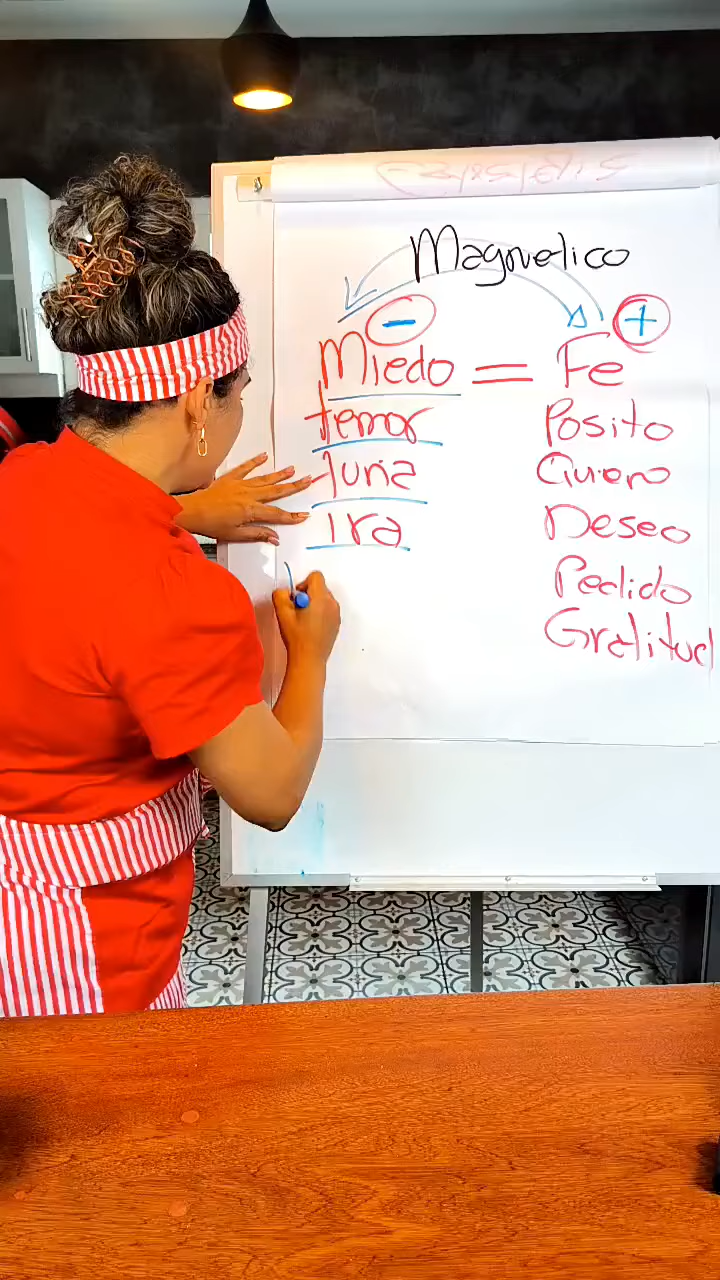 Magnetico
- +
Miedo = Fe
temor Posito
furia Quiero
Ira Deseo
Pedido
Gratitud